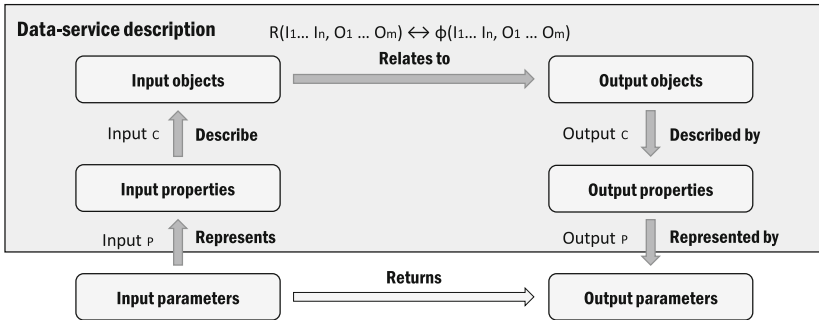 Data-service description R(I1... In, O1 ... Om) ↔ ϕ(I1... In, O1 ... Om)
Relates to
Input objects Output objects
Input C Describe Output C Described by
Input properties Output properties
Input P Represents Output P Represented by
Returns
Input parameters Output parameters